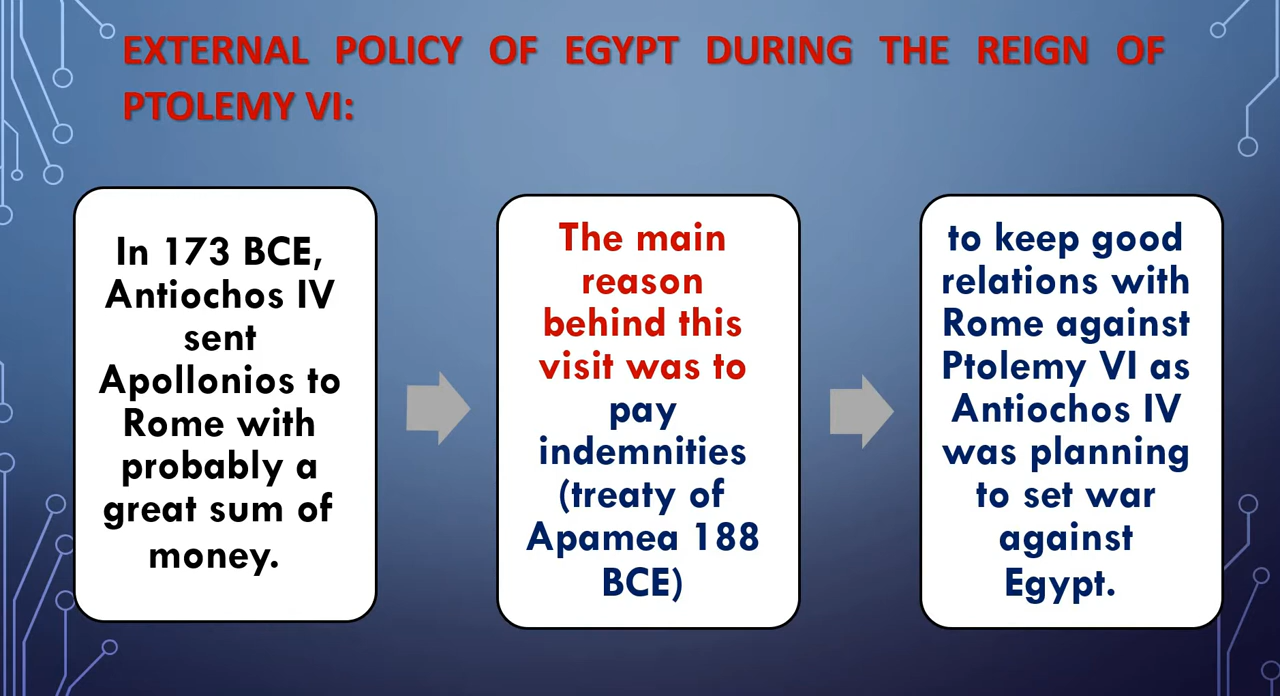 EXTERNAL POLICY OF EGYPT DURING THE REIGN OF
PTOLEMY VI:
In 173 BCE,
Antiochos IV
sent
Apollonios to
Rome with
probably a
great sum of
money.
The main
reason
behind this
visit was to
pay
indemnities
(treaty of
Apamea 188
BCE)
to keep good
relations with
Rome against
Ptolemy VI as
Antiochos IV
was planning
to set war
against
Egypt.